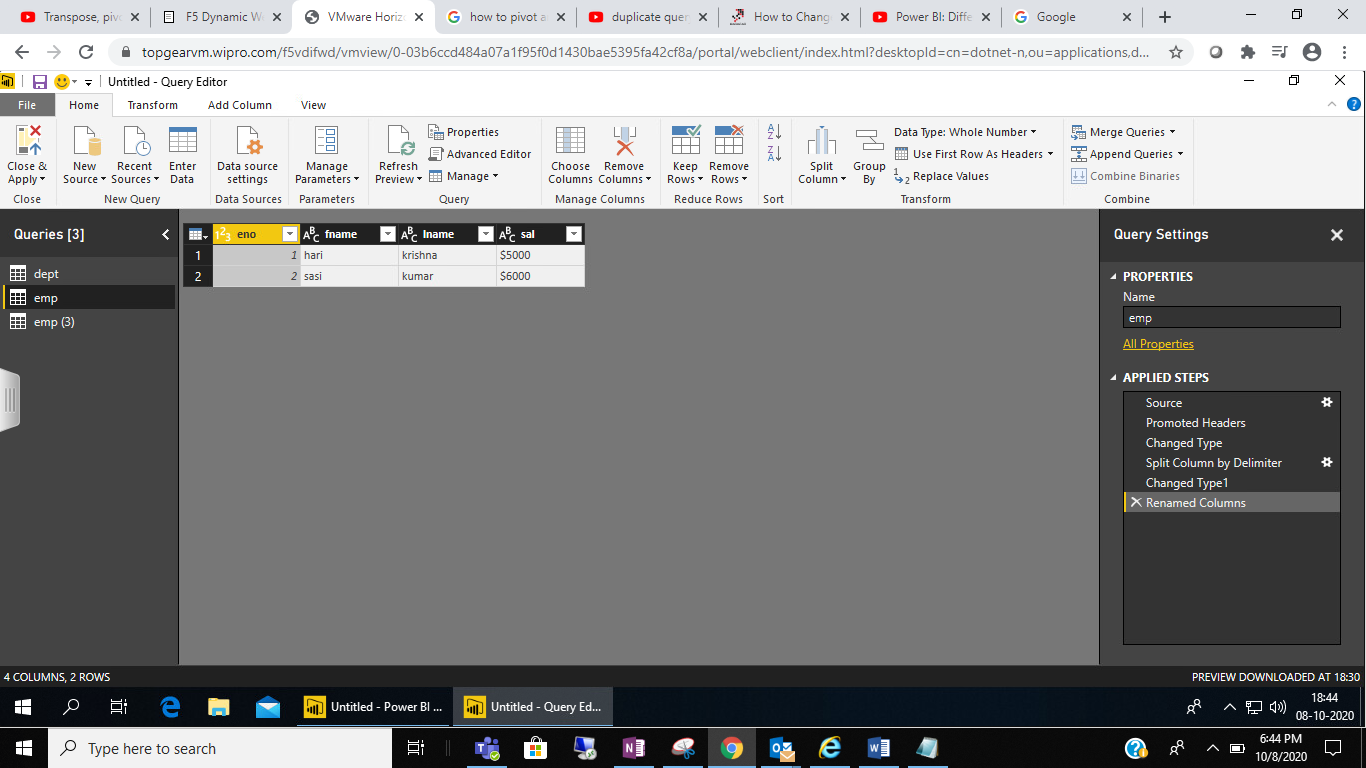 Transpose, piv
F5 Dynamic W
VMware Horiz
how to pivot a
duplicate quer
How to Chang
Power BI: Diffe
Google
topgearvm.wipro.com/f5vdifwd/vmview/0-03b6ccd484a07a1f95f0d1430bae5395fa42cf8a/portal/webclient/index.html?desktopId=cn=dotnet-n,ou=applications,d...
Untitled - Query Editor
File Home Transform Add Column View
Close & Apply
New Source
Recent Sources
Enter Data
Data source settings
Manage Parameters
Refresh Preview
Properties
Advanced Editor
Manage
Choose Columns
Remove Columns
Keep Rows
Remove Rows
Split Column
Group By
Data Type: Whole Number
Use First Row As Headers
Replace Values
Merge Queries
Append Queries
Combine Binaries
Close New Query Data Sources Parameters Query Manage Columns Reduce Rows Sort Transform Combine
Queries [3]
dept
emp
emp (3)
eno fname lname sal
1 1 hari krishna $5000
2 2 sasi kumar $6000
Query Settings
PROPERTIES
Name
emp
All Properties
APPLIED STEPS
Source
Promoted Headers
Changed Type
Split Column by Delimiter
Changed Type1
Renamed Columns
4 COLUMNS, 2 ROWS
PREVIEW DOWNLOADED AT 18:30
Untitled - Power BI ...
Untitled - Query Ed...
18:44
08-10-2020
Type here to search
6:44 PM
10/8/2020